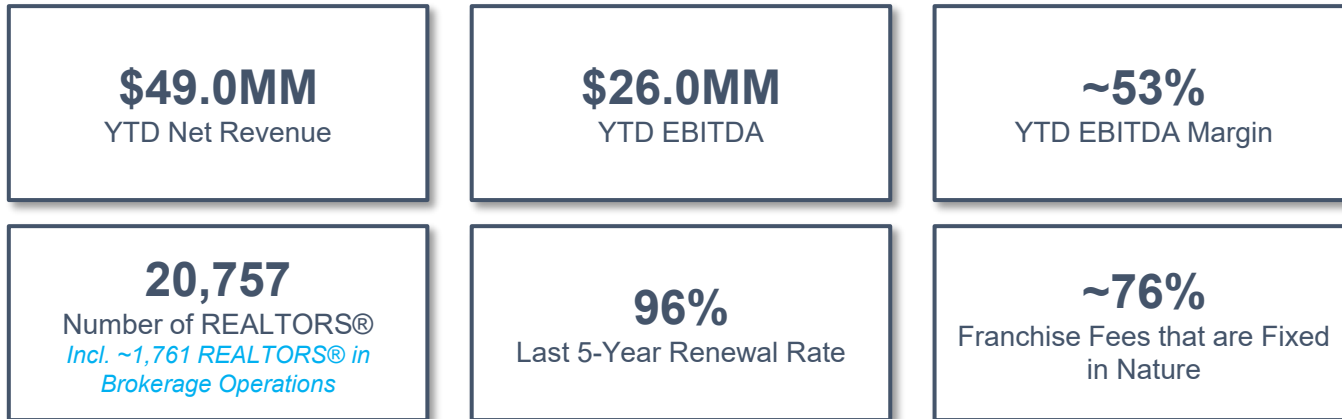 $49.0MM
YTD Net Revenue
$26.0MM
YTD EBITDA
~53%
YTD EBITDA Margin
20,757
Number of REALTORS®
Incl. ~1,761 REALTORS® in
Brokerage Operations
96%
Last 5-Year Renewal Rate
~76%
Franchise Fees that are Fixed
in Nature